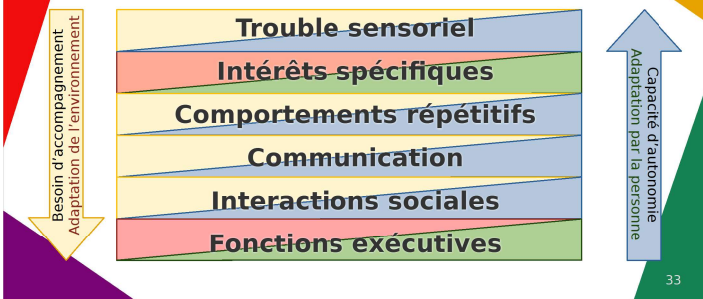 Besoin d’accompagnement
Adaptation de l’environnement
Trouble sensoriel
Intérêts spécifiques
Comportements répétitifs
Communication
Interactions sociales
Fonctions exécutives
Capacité d’autonomie
Adaptation par la personne
33